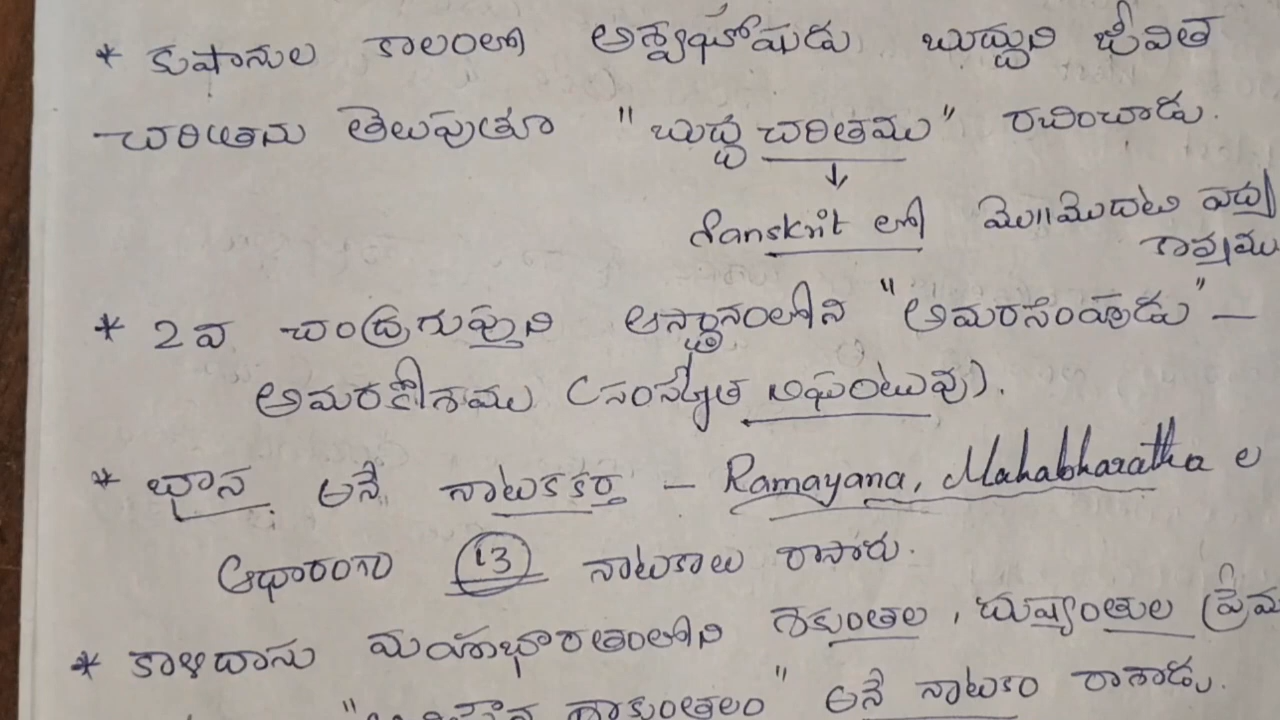 * కుషానుల కాలంలో అశ్వఘోషుడు బుద్ధుని జీవిత
చరిత్రను తెలుపుతూ "బుద్ధ చరితము" రచించాడు.
↓
Sanskrit లో మొ॥మొదటి పద్య
కావ్యము
* 2వ చంద్రగుప్తుని ఆస్థానంలోని "అమరసింహుడు" –
అమరకోశము (సంస్కృత నిఘంటువు).
* భాస అనే నాటకకర్త – Ramayana, Mahabharatha ల
ఆధారంగా 13 నాటకాలు రాసారు.
* కాళిదాసు మహాభారతంలోని శకుంతల, దుష్యంతుల ప్రేమ
శాకుంతలం" అనే నాటకం రాశాడు.